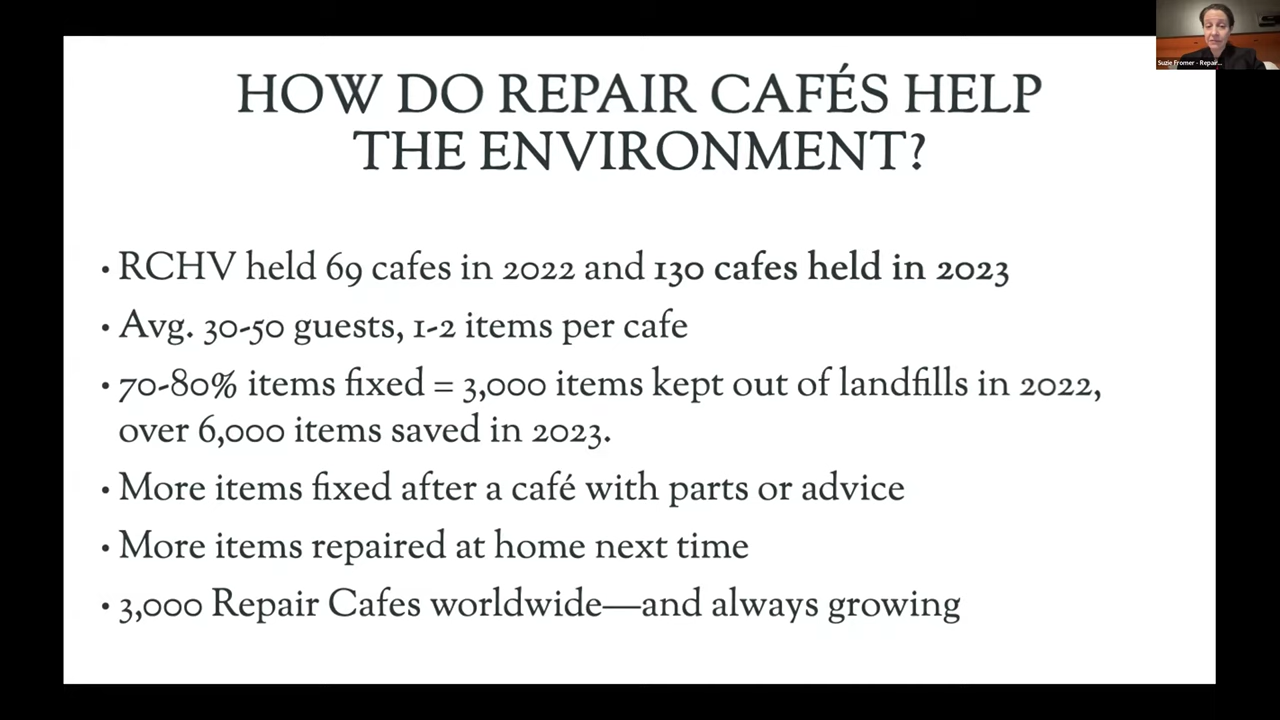 Suzie Fromer - Repair...
HOW DO REPAIR CAFÉS HELP
THE ENVIRONMENT?
• RCHV held 69 cafes in 2022 and 130 cafes held in 2023
• Avg. 30-50 guests, 1-2 items per cafe
• 70-80% items fixed = 3,000 items kept out of landfills in 2022,
over 6,000 items saved in 2023.
• More items fixed after a café with parts or advice
• More items repaired at home next time
• 3,000 Repair Cafes worldwide—and always growing